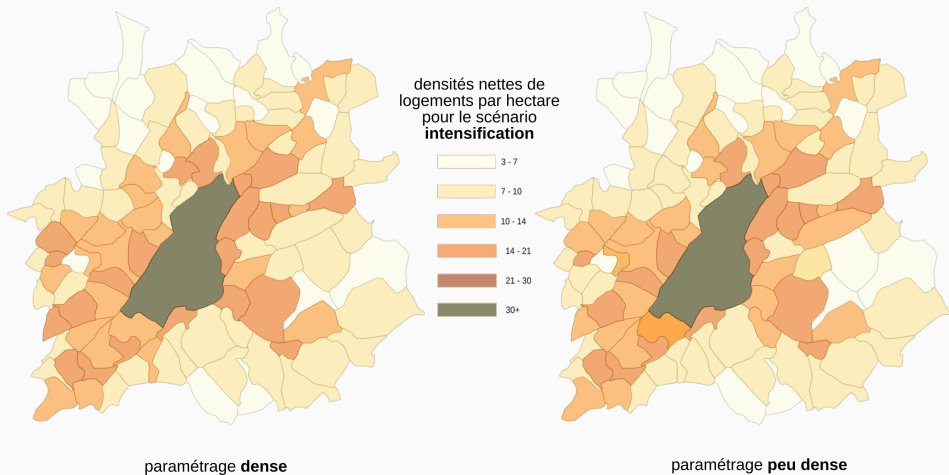 densités nettes de
logements par hectare
pour le scénario
intensification
3 - 7
7 - 10
10 - 14
14 - 21
21 - 30
30+
paramétrage dense
paramétrage peu dense